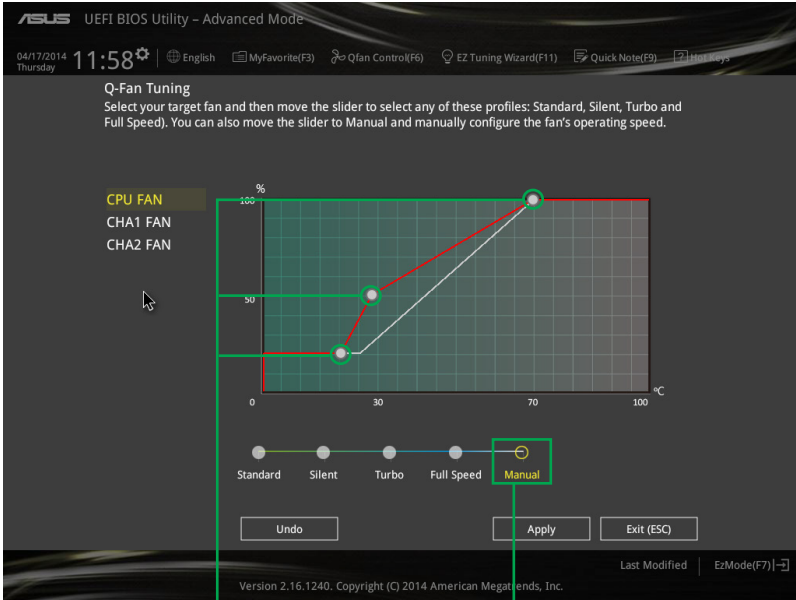 ASUS UEFI BIOS Utility – Advanced Mode
04/17/2014 Thursday 11:58 English MyFavorite(F3) Qfan Control(F6) EZ Tuning Wizard(F11) Quick Note(F9) ? Hot Keys
Q-Fan Tuning
Select your target fan and then move the slider to select any of these profiles: Standard, Silent, Turbo and
Full Speed). You can also move the slider to Manual and manually configure the fan's operating speed.
%
CPU FAN
100
CHA1 FAN
CHA2 FAN
50
°C
0 30 70 100
Standard Silent Turbo Full Speed Manual
Undo Apply Exit (ESC)
Last Modified EzMode(F7)
Version 2.16.1240. Copyright (C) 2014 American Megatrends, Inc.